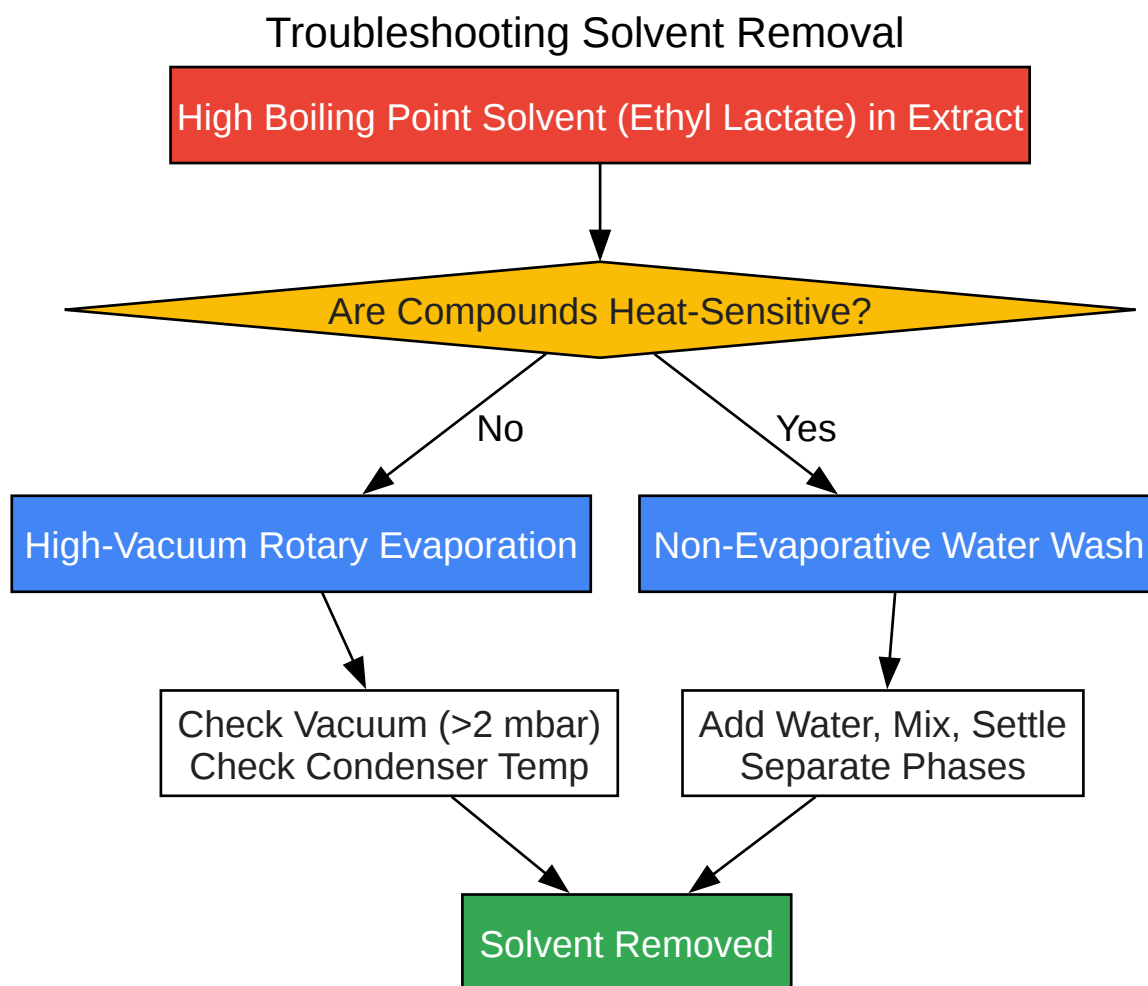 Troubleshooting Solvent Removal
High Boiling Point Solvent (Ethyl Lactate) in Extract
Are Compounds Heat-Sensitive?
No
Yes
High-Vacuum Rotary Evaporation
Non-Evaporative Water Wash
Check Vacuum (>2 mbar)
Check Condenser Temp
Add Water, Mix, Settle
Separate Phases
Solvent Removed